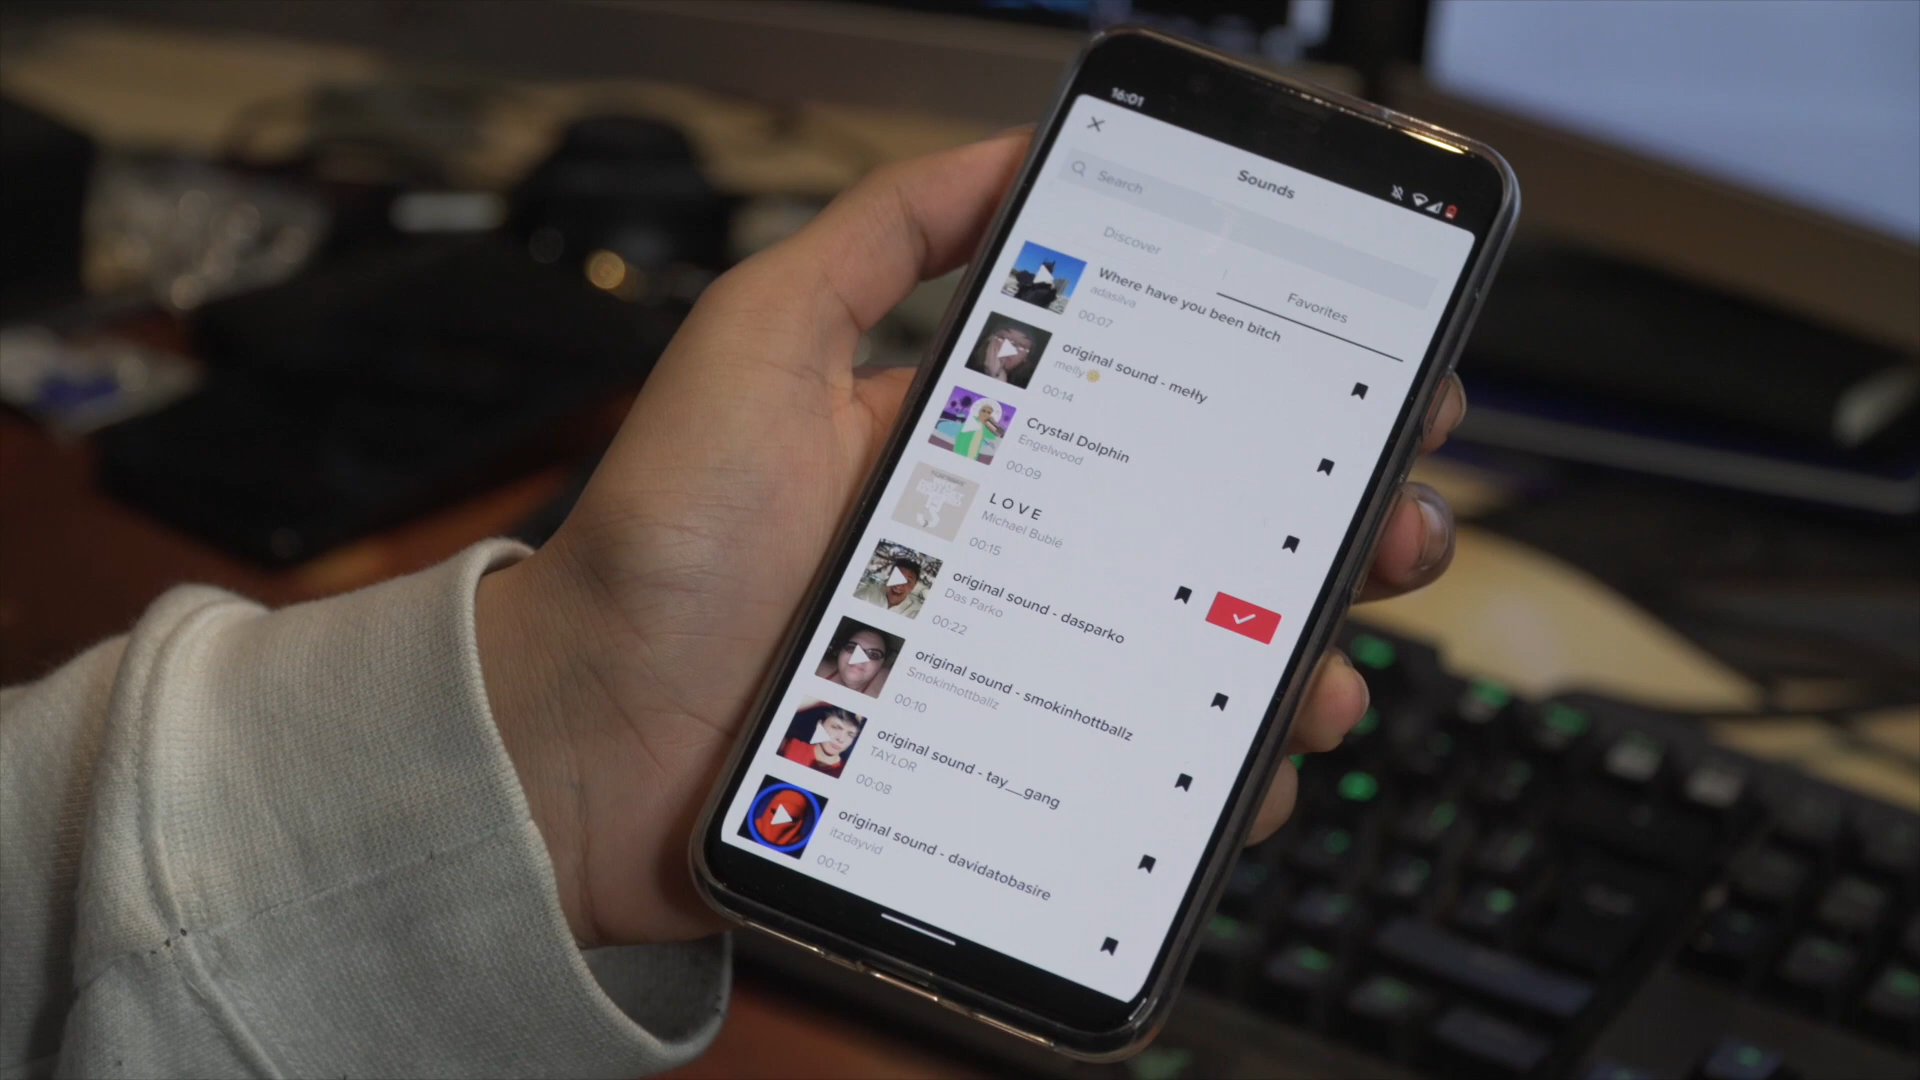 16:01
Sounds
Search
Discover
Favorites
Where have you been bitch
adasilva
00:07
original sound - mełły
melly
00:14
Crystal Dolphin
Engelwood
00:09
L O V E
Michael Bublé
00:15
original sound - dasparko
Das Parko
00:22
original sound - smokinhottballz
Smokinhottballz
00:10
original sound - tay__gang
TAYLOR
00:08
original sound - davidatobasire
itzdayvid
00:12